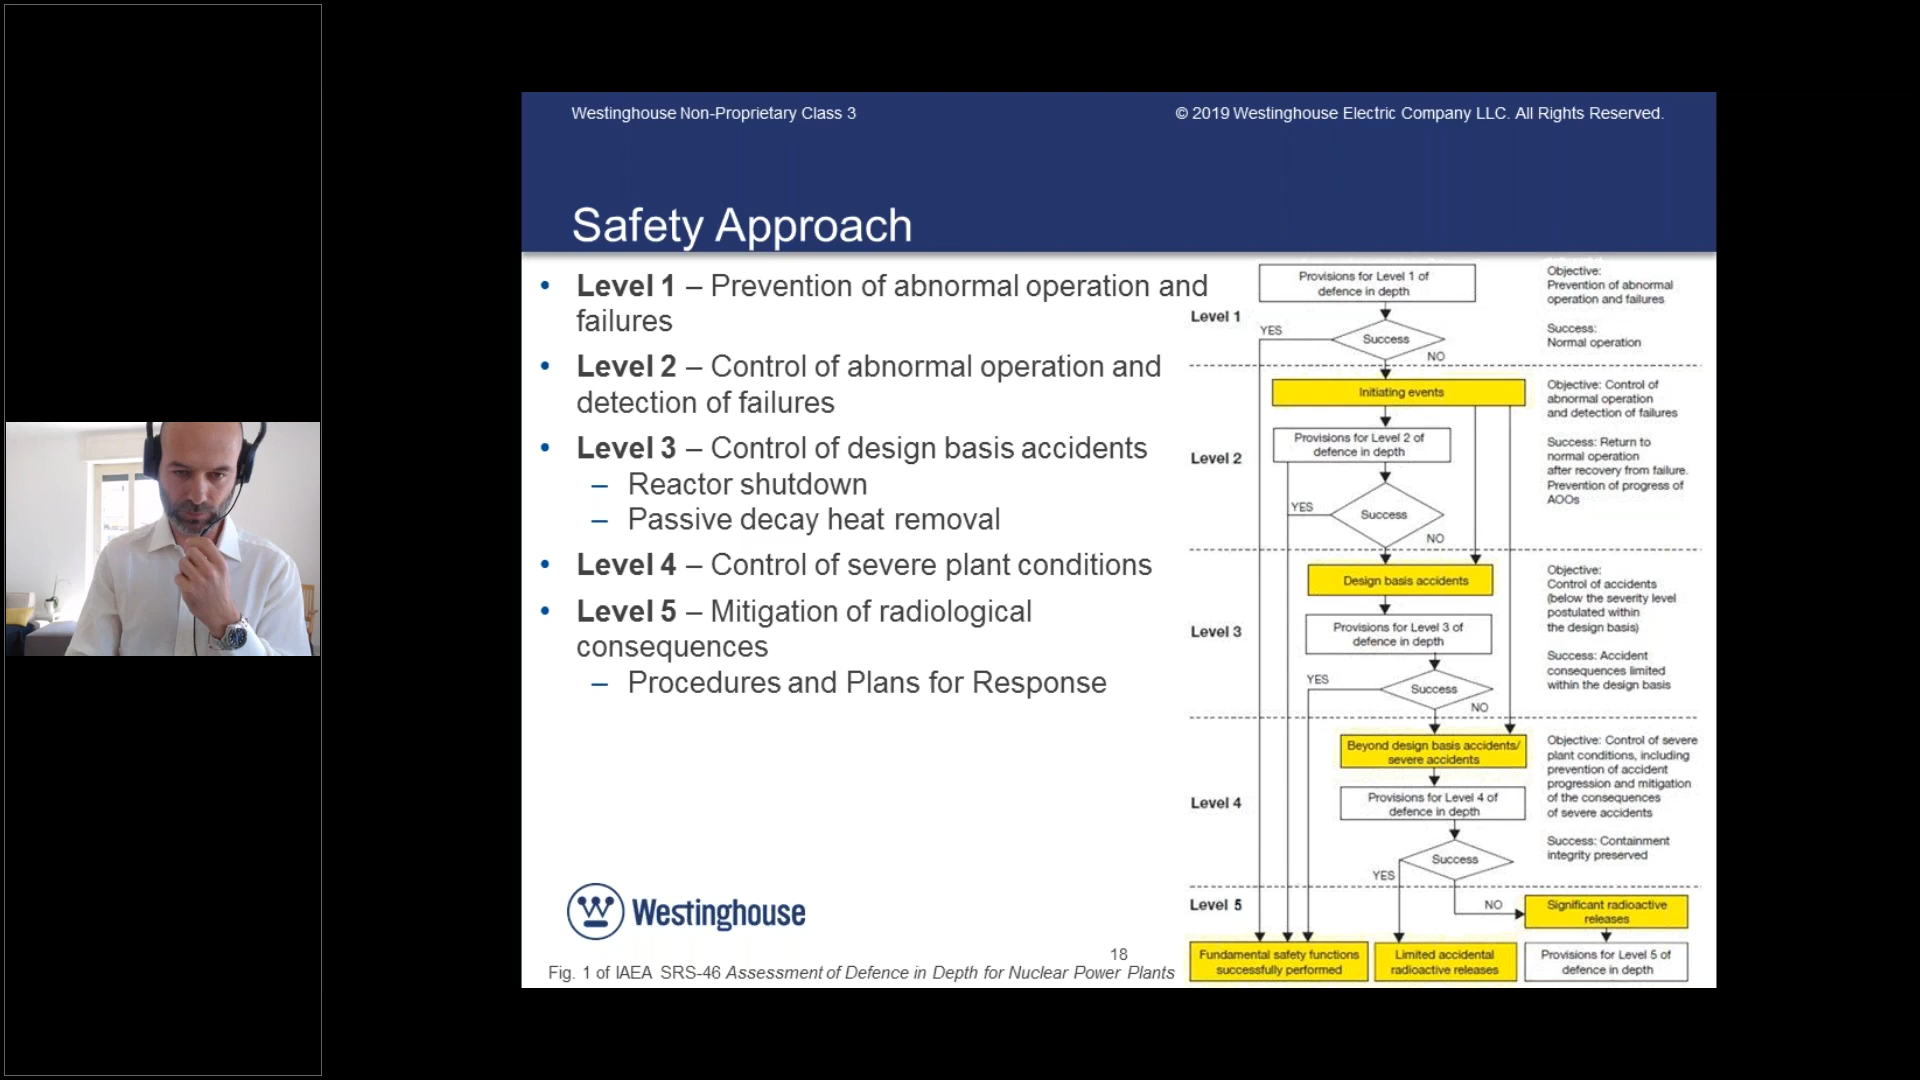 Westinghouse Non-Proprietary Class 3
© 2019 Westinghouse Electric Company LLC. All Rights Reserved.
Safety Approach
• Level 1 – Prevention of abnormal operation and
failures
• Level 2 – Control of abnormal operation and
detection of failures
• Level 3 – Control of design basis accidents
– Reactor shutdown
– Passive decay heat removal
• Level 4 – Control of severe plant conditions
• Level 5 – Mitigation of radiological
consequences
– Procedures and Plans for Response
W Westinghouse
18
Fig. 1 of IAEA SRS-46 Assessment of Defence in Depth for Nuclear Power Plants
Provisions for Level 1 of
defence in depth
Level 1
YES
Success
NO
Objective:
Prevention of abnormal
operation and failures
Success:
Normal operation
Initiating events
Provisions for Level 2 of
defence in depth
Level 2
YES
Success
NO
Objective: Control of
abnormal operation
and detection of failures
Success: Return to
normal operation
after recovery from failure.
Prevention of progress of
AOOs
Design basis accidents
Provisions for Level 3 of
defence in depth
Level 3
YES
Success
NO
Objective:
Control of accidents
(below the severity level
postulated within
the design basis)
Success: Accident
consequences limited
within the design basis
Beyond design basis accidents/
severe accidents
Provisions for Level 4 of
defence in depth
Level 4
Success
YES
NO
Objective: Control of severe
plant conditions, including
prevention of accident
progression and mitigation
of the consequences
of severe accidents
Success: Containment
integrity preserved
Level 5
Significant radioactive
releases
Fundamental safety functions
successfully performed
Limited accidental
radioactive releases
Provisions for Level 5 of
defence in depth